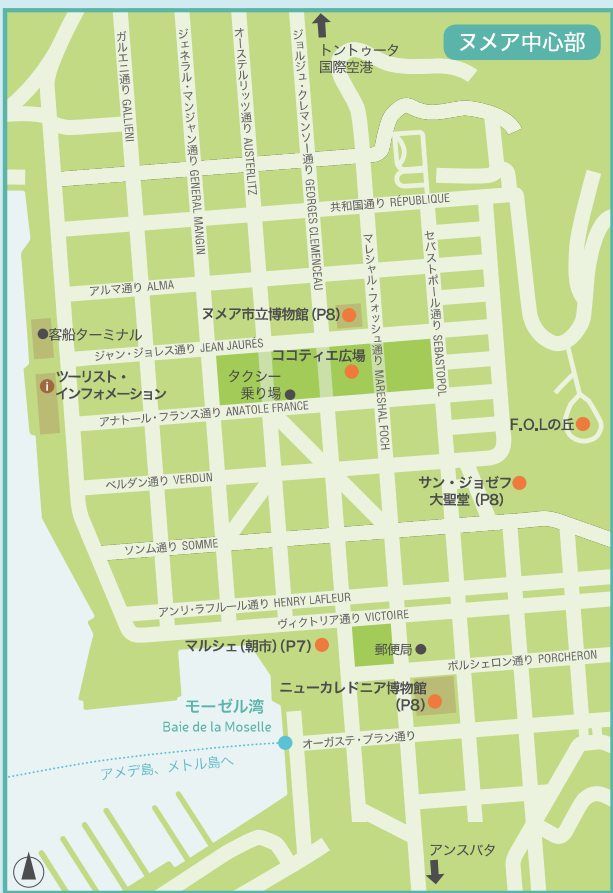 ヌメア中心部
トントゥータ
国際空港
ガルエニ通り GALLIENI
ジェネラル・マンジャン通り GENERAL MANGIN
オーステルリッツ通り AUSTERLITZ
ジョルジュ・クレマンソー通り GEORGES CLEMENCEAU
共和国通り RÉPUBLIQUE
マレシャル・フォッシュ通り MARESHAL FOCH
セバストポール通り SEBASTOPOL
アルマ通り ALMA
ヌメア市立博物館(P8)
客船ターミナル
ジャン・ジョレス通り JEAN JAURÈS
ココティエ広場
i
ツーリスト・
インフォメーション
タクシー
乗り場
アナトール・フランス通り ANATOLE FRANCE
F.O.Lの丘
ベルダン通り VERDUN
サン・ジョゼフ
大聖堂(P8)
ソンム通り SOMME
アンリ・ラフルール通り HENRY LAFLEUR
ヴィクトリア通り VICTOIRE
マルシェ(朝市)(P7)
郵便局
ポルシェロン通り PORCHERON
ニューカレドニア博物館
(P8)
モーゼル湾
Baie de la Moselle
オーガステ・ブラン通り
アメデ島、メトル島へ
アンスバタ